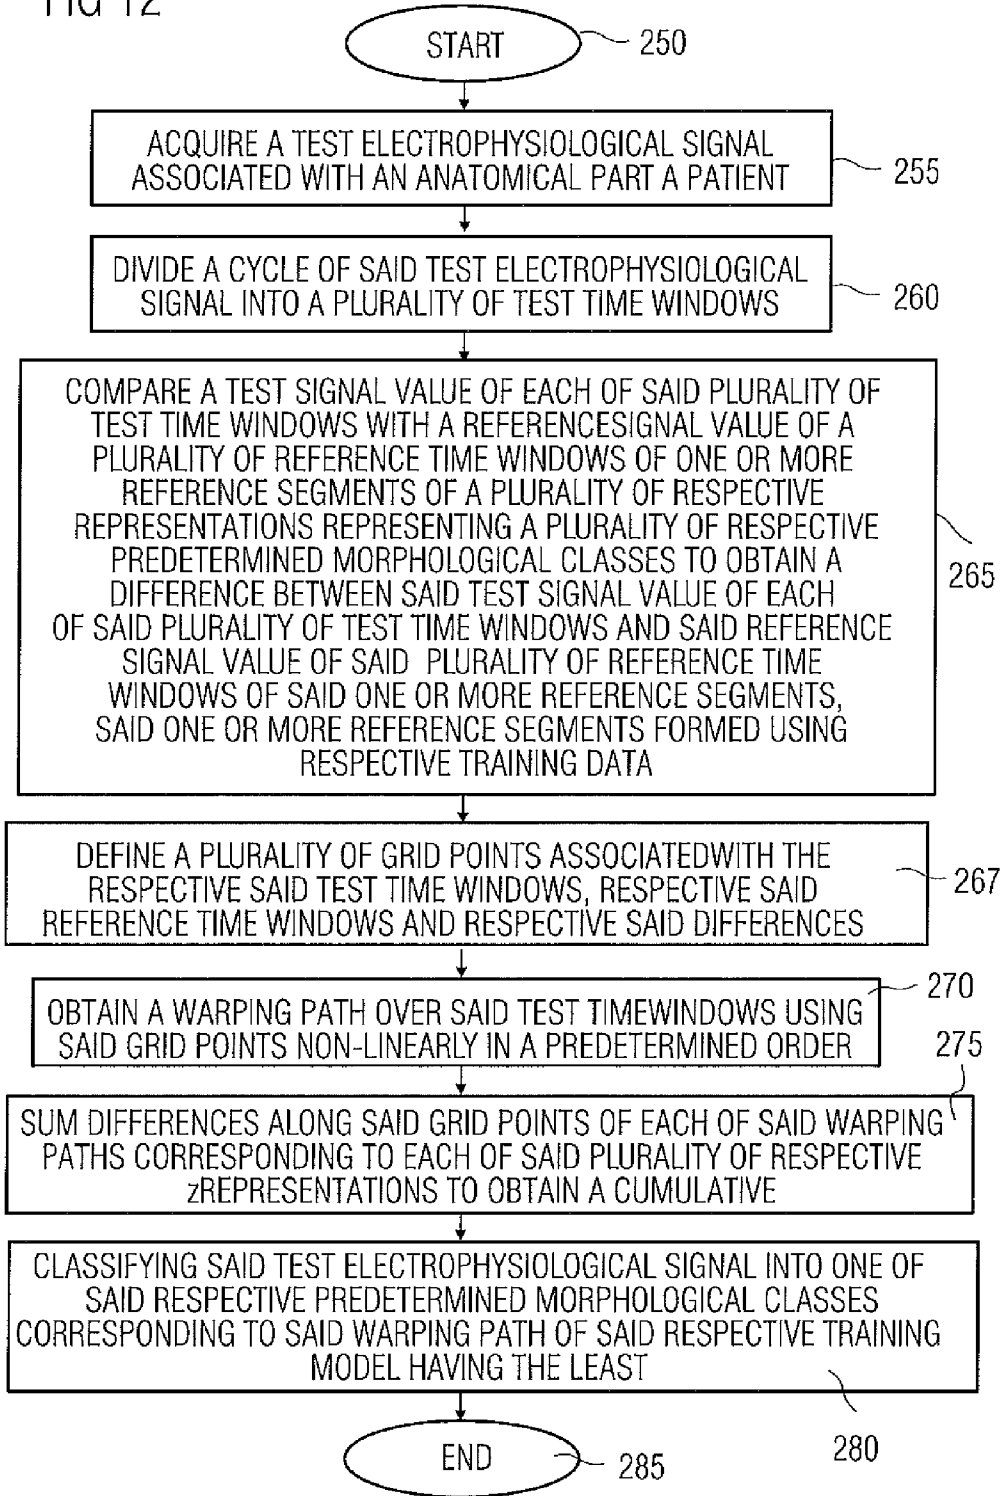 FIG 12
START
250
ACQUIRE A TEST ELECTROPHYSIOLOGICAL SIGNAL
ASSOCIATED WITH AN ANATOMICAL PART A PATIENT
255
DIVIDE A CYCLE OF SAID TEST ELECTROPHYSIOLOGICAL
SIGNAL INTO A PLURALITY OF TEST TIME WINDOWS
260
COMPARE A TEST SIGNAL VALUE OF EACH OF SAID PLURALITY OF
TEST TIME WINDOWS WITH A REFERENCESIGNAL VALUE OF A
PLURALITY OF REFERENCE TIME WINDOWS OF ONE OR MORE
REFERENCE SEGMENTS OF A PLURALITY OF RESPECTIVE
REPRESENTATIONS REPRESENTING A PLURALITY OF RESPECTIVE
PREDETERMINED MORPHOLOGICAL CLASSES TO OBTAIN A
DIFFERENCE BETWEEN SAID TEST SIGNAL VALUE OF EACH
OF SAID PLURALITY OF TEST TIME WINDOWS AND SAID REFERENCE
SIGNAL VALUE OF SAID PLURALITY OF REFERENCE TIME
WINDOWS OF SAID ONE OR MORE REFERENCE SEGMENTS,
SAID ONE OR MORE REFERENCE SEGMENTS FORMED USING
RESPECTIVE TRAINING DATA
265
DEFINE A PLURALITY OF GRID POINTS ASSOCIATEDWITH THE
RESPECTIVE SAID TEST TIME WINDOWS, RESPECTIVE SAID
REFERENCE TIME WINDOWS AND RESPECTIVE SAID DIFFERENCES
267
OBTAIN A WARPING PATH OVER SAID TEST TIMEWINDOWS USING
SAID GRID POINTS NON-LINEARLY IN A PREDETERMINED ORDER
270
275
SUM DIFFERENCES ALONG SAID GRID POINTS OF EACH OF SAID WARPING
PATHS CORRESPONDING TO EACH OF SAID PLURALITY OF RESPECTIVE
zREPRESENTATIONS TO OBTAIN A CUMULATIVE
CLASSIFYING SAID TEST ELECTROPHYSIOLOGICAL SIGNAL INTO ONE OF
SAID RESPECTIVE PREDETERMINED MORPHOLOGICAL CLASSES
CORRESPONDING TO SAID WARPING PATH OF SAID RESPECTIVE TRAINING
MODEL HAVING THE LEAST
280
END
285